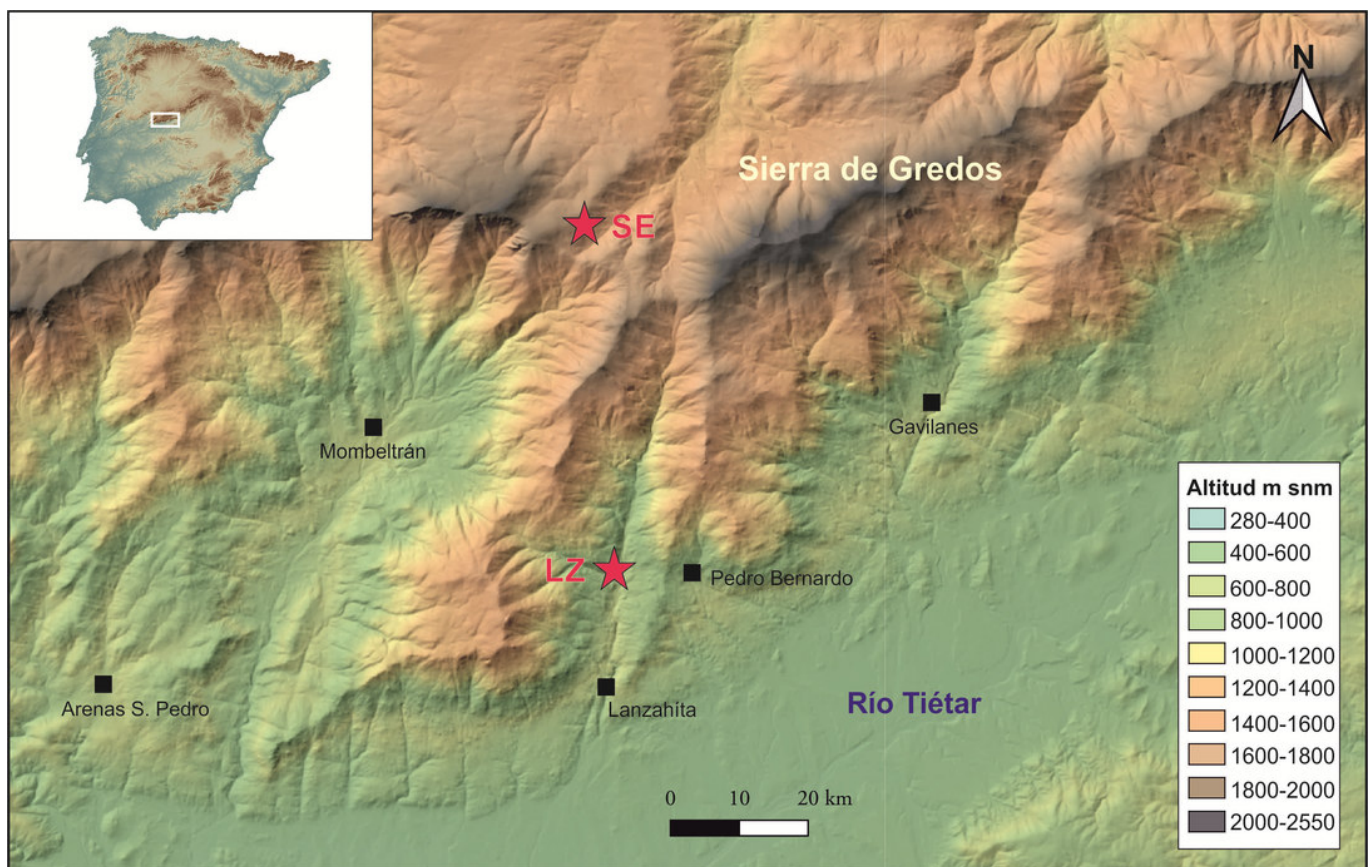 N
Sierra de Gredos
SE
Mombeltrán
Gavilanes
LZ
Pedro Bernardo
Arenas S. Pedro
Lanzahita
Río Tiétar
0 10 20 km
Altitud m snm
280-400
400-600
600-800
800-1000
1000-1200
1200-1400
1400-1600
1600-1800
1800-2000
2000-2550